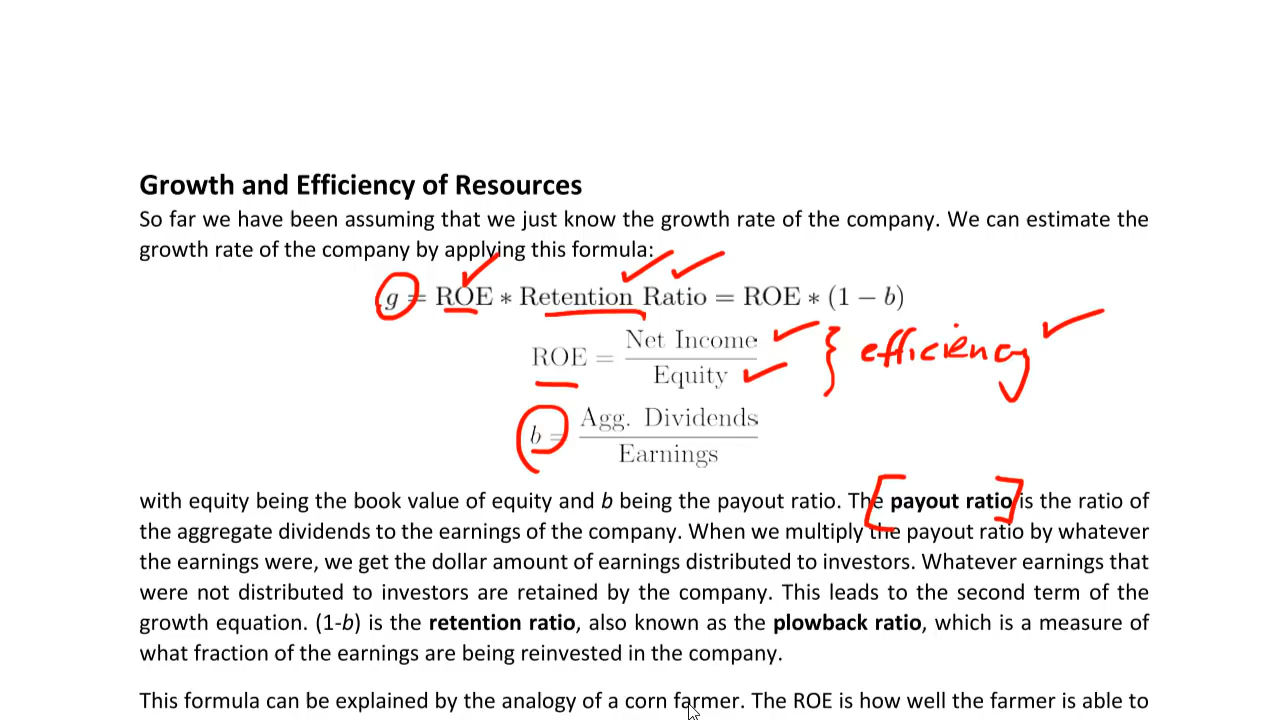 Growth and Efficiency of Resources
So far we have been assuming that we just know the growth rate of the company. We can estimate the
growth rate of the company by applying this formula:
g = ROE * Retention Ratio = ROE * (1 − b)
ROE = Net Income / Equity } efficiency
b = Agg. Dividends / Earnings
with equity being the book value of equity and b being the payout ratio. The [payout ratio] is the ratio of
the aggregate dividends to the earnings of the company. When we multiply the payout ratio by whatever
the earnings were, we get the dollar amount of earnings distributed to investors. Whatever earnings that
were not distributed to investors are retained by the company. This leads to the second term of the
growth equation. (1-b) is the retention ratio, also known as the plowback ratio, which is a measure of
what fraction of the earnings are being reinvested in the company.
This formula can be explained by the analogy of a corn farmer. The ROE is how well the farmer is able to